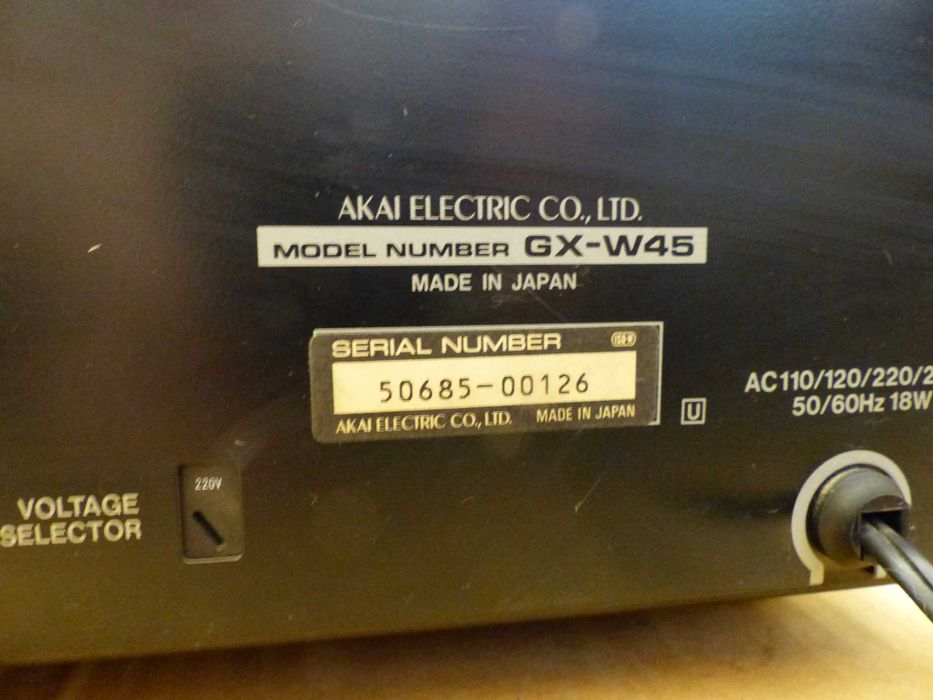 AKAI ELECTRIC CO., LTD.
MODEL NUMBER GX-W45
MADE IN JAPAN
SERIAL NUMBER
50685-00126
AKAI ELECTRIC CO., LTD. MADE IN JAPAN
U
AC110/120/220/2
50/60Hz 18W
220V
VOLTAGE
SELECTOR